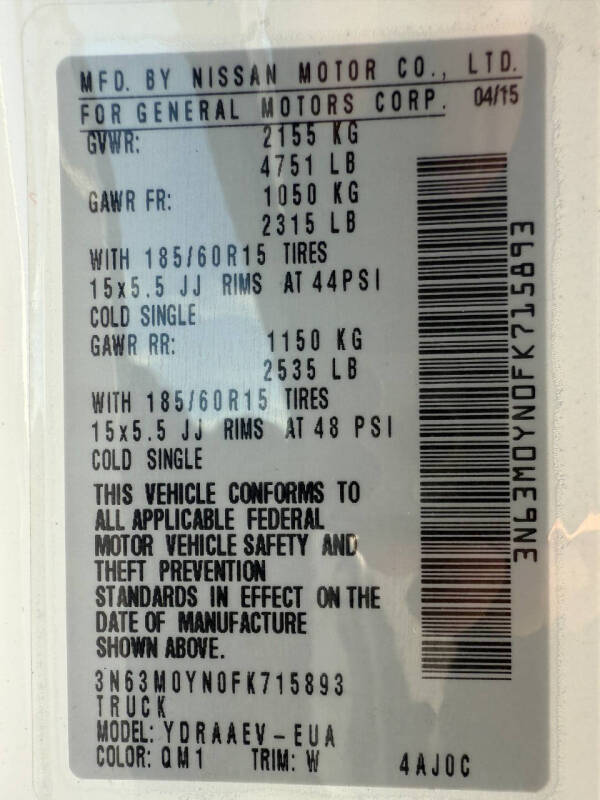 MFD. BY NISSAN MOTOR CO., LTD.
FOR GENERAL MOTORS CORP. 04/15
GVWR: 2155 KG
4751 LB
GAWR FR: 1050 KG
2315 LB
WITH 185/60R15 TIRES
15x5.5 JJ RIMS AT 44PSI
COLD SINGLE
GAWR RR: 1150 KG
2535 LB
WITH 185/60R15 TIRES
15x5.5 JJ RIMS AT 48 PSI
COLD SINGLE
THIS VEHICLE CONFORMS TO
ALL APPLICABLE FEDERAL
MOTOR VEHICLE SAFETY AND
THEFT PREVENTION
STANDARDS IN EFFECT ON THE
DATE OF MANUFACTURE
SHOWN ABOVE.
3N63M0YN0FK715893
TRUCK
MODEL: YDRAAEV-EUA
COLOR: QM1 TRIM: W 4AJ0C
3N63M0YN0FK715893